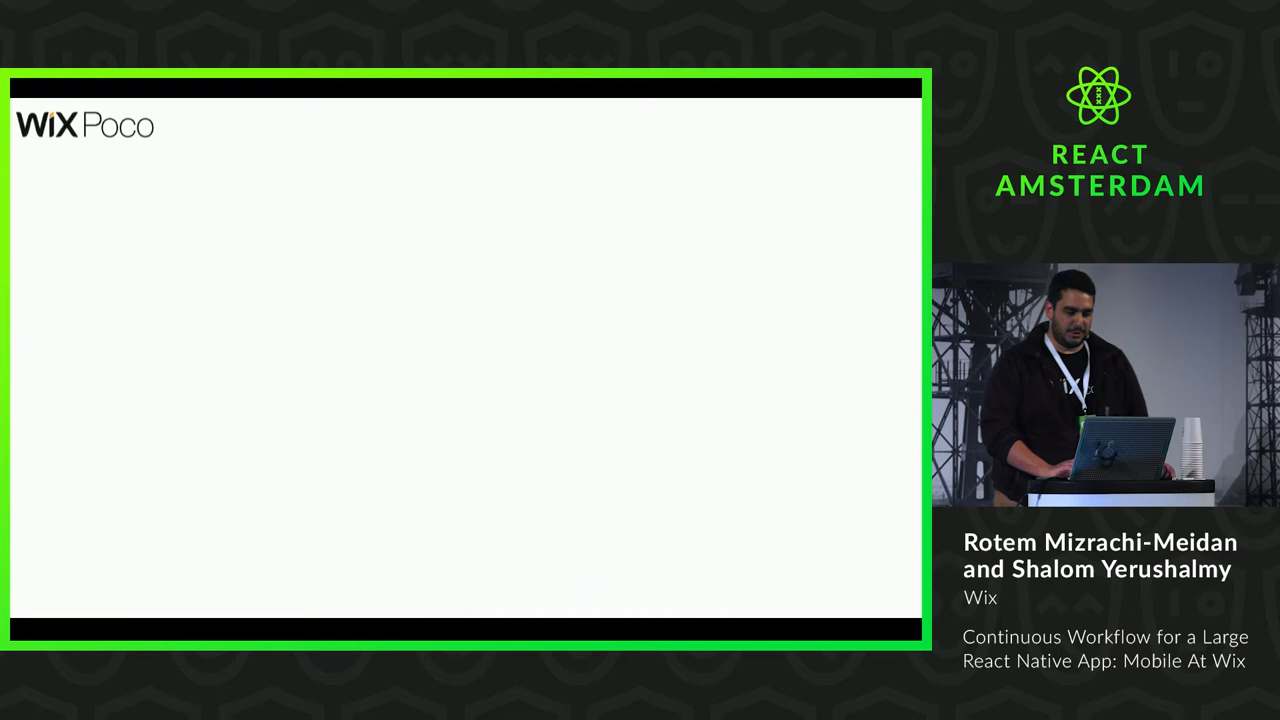 WiX Poco
REACT
AMSTERDAM
Rotem Mizrachi-Meidan
and Shalom Yerushalmy
Wix
Continuous Workflow for a Large
React Native App: Mobile At Wix